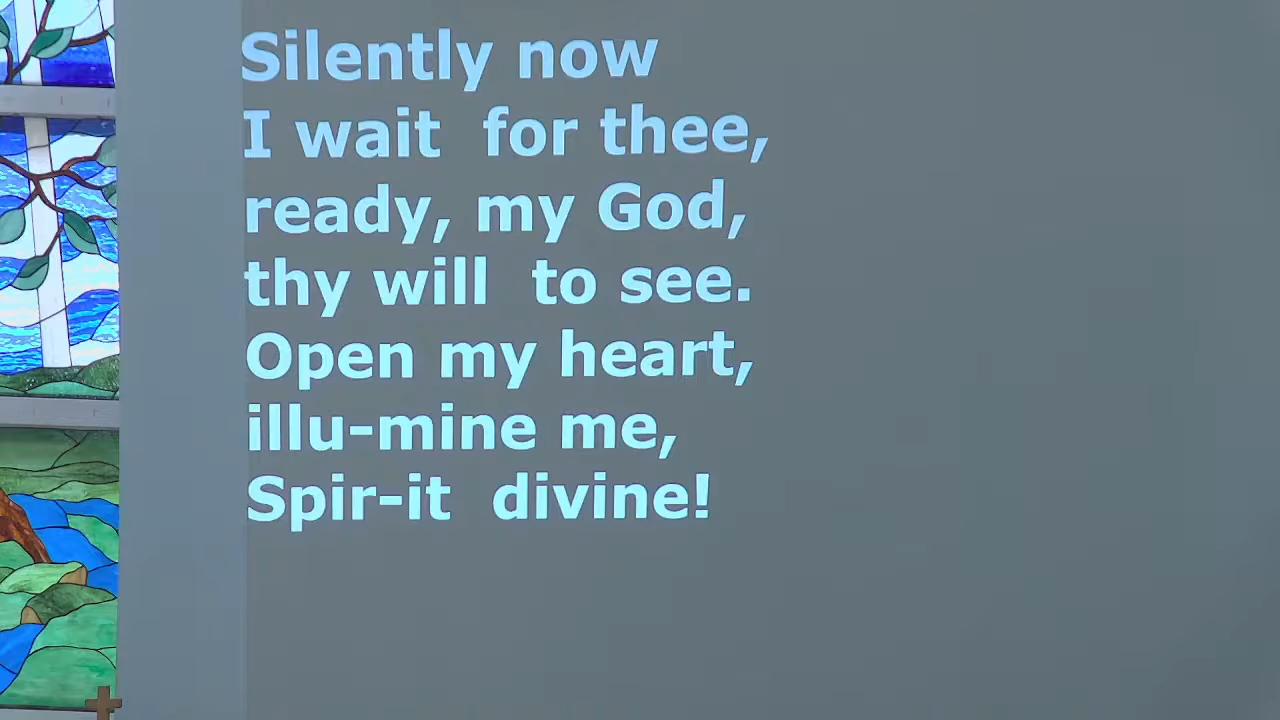 Silently now
I wait for thee,
ready, my God,
thy will to see.
Open my heart,
illu-mine me,
Spir-it divine!